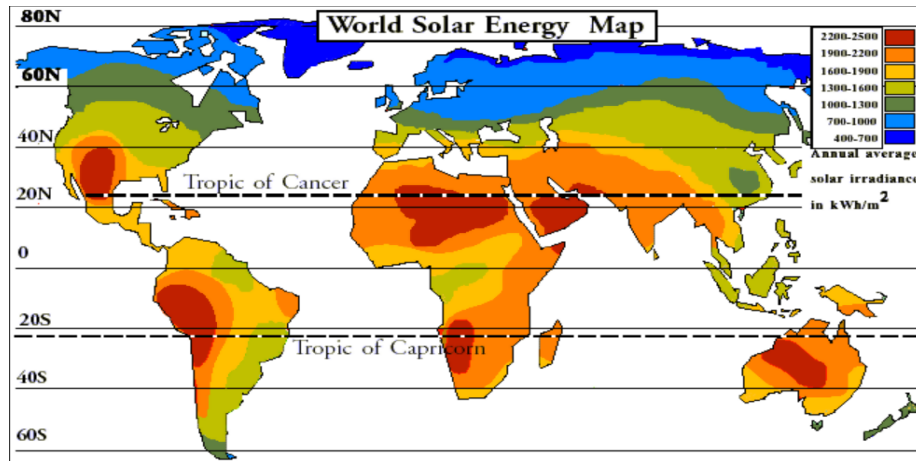 World Solar Energy Map
80N
60N
40N
20N
0
20S
40S
60S
Tropic of Cancer
Tropic of Capricorn
2200-2500
1900-2200
1600-1900
1300-1600
1000-1300
700-1000
400-700
Annual average
solar irradiance
in kWh/m²